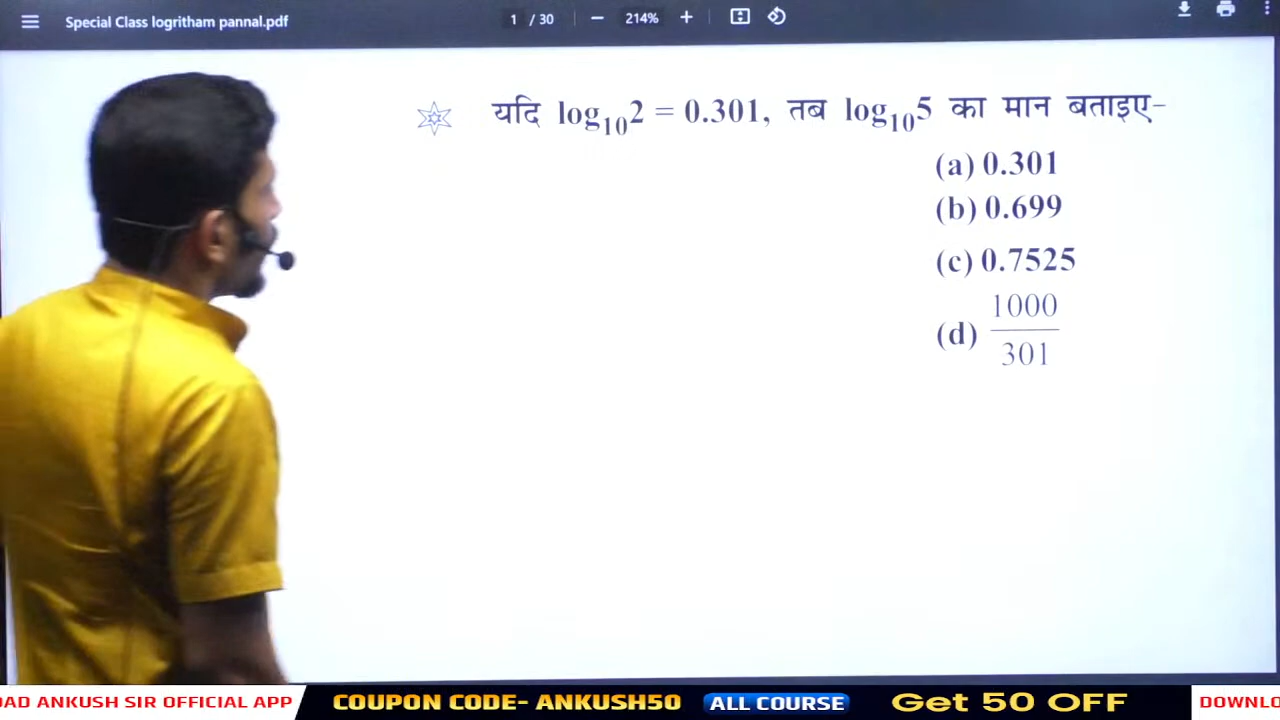 Special Class logritham pannal.pdf
1 / 30
214%
यदि log₁₀2 = 0.301, तब log₁₀5 का मान बताइए-
(a) 0.301
(b) 0.699
(c) 0.7525
(d) 1000/301
OAD ANKUSH SIR OFFICIAL APP
COUPON CODE- ANKUSH50
ALL COURSE
Get 50 OFF
DOWNLO